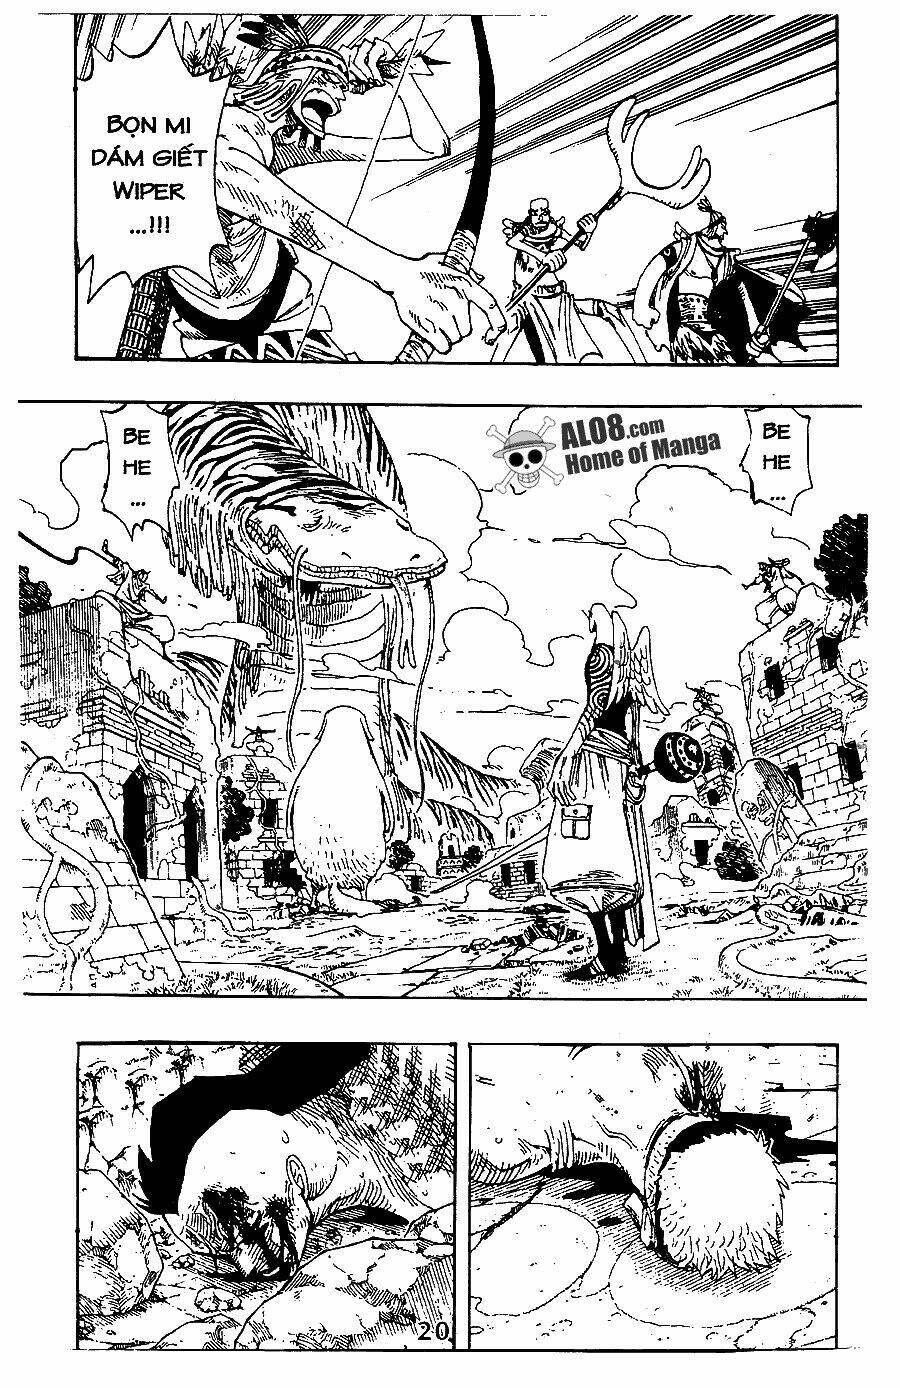 BỌN MI
DÁM GIẾT
WIPER
...!!!
BE
HE
...
AL08.com
Home of Manga
BE
HE
...
20